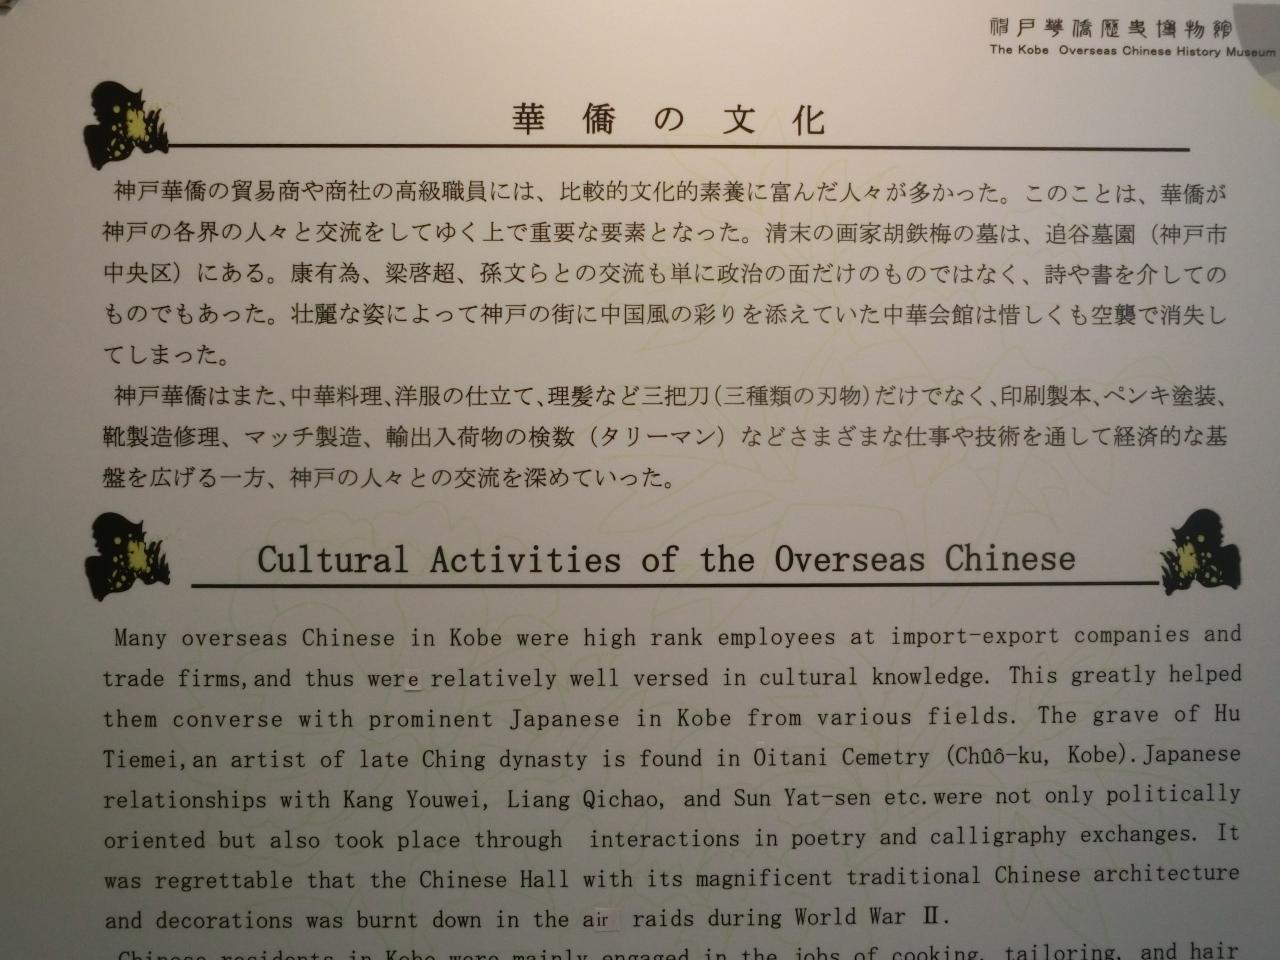 神戸華僑歴史博物館
The Kobe Overseas Chinese History Museum
華僑の文化
神戸華僑の貿易商や商社の高級職員には、比較的文化的素養に富んだ人々が多かった。このことは、華僑が
神戸の各界の人々と交流をしてゆく上で重要な要素となった。清末の画家胡鉄梅の墓は、追谷墓園（神戸市
中央区）にある。康有為、梁啓超、孫文らとの交流も単に政治の面だけのものではなく、詩や書を介しての
ものでもあった。壮麗な姿によって神戸の街に中国風の彩りを添えていた中華会館は惜しくも空襲で消失し
てしまった。
神戸華僑はまた、中華料理、洋服の仕立て、理髪など三把刀（三種類の刃物）だけでなく、印刷製本、ペンキ塗装、
靴製造修理、マッチ製造、輸出入荷物の検数（タリーマン）などさまざまな仕事や技術を通して経済的な基
盤を広げる一方、神戸の人々との交流を深めていった。
Cultural Activities of the Overseas Chinese
Many overseas Chinese in Kobe were high rank employees at import-export companies and
trade firms,and thus were relatively well versed in cultural knowledge. This greatly helped
them converse with prominent Japanese in Kobe from various fields. The grave of Hu
Tiemei,an artist of late Ching dynasty is found in Oitani Cemetry (Chûô-ku, Kobe).Japanese
relationships with Kang Youwei, Liang Qichao, and Sun Yat-sen etc.were not only politically
oriented but also took place through interactions in poetry and calligraphy exchanges. It
was regrettable that the Chinese Hall with its magnificent traditional Chinese architecture
and decorations was burnt down in the air raids during World War Ⅱ.
Chinese residents in Kobe were mainly engaged in the jobs of cooking, tailoring, and hair